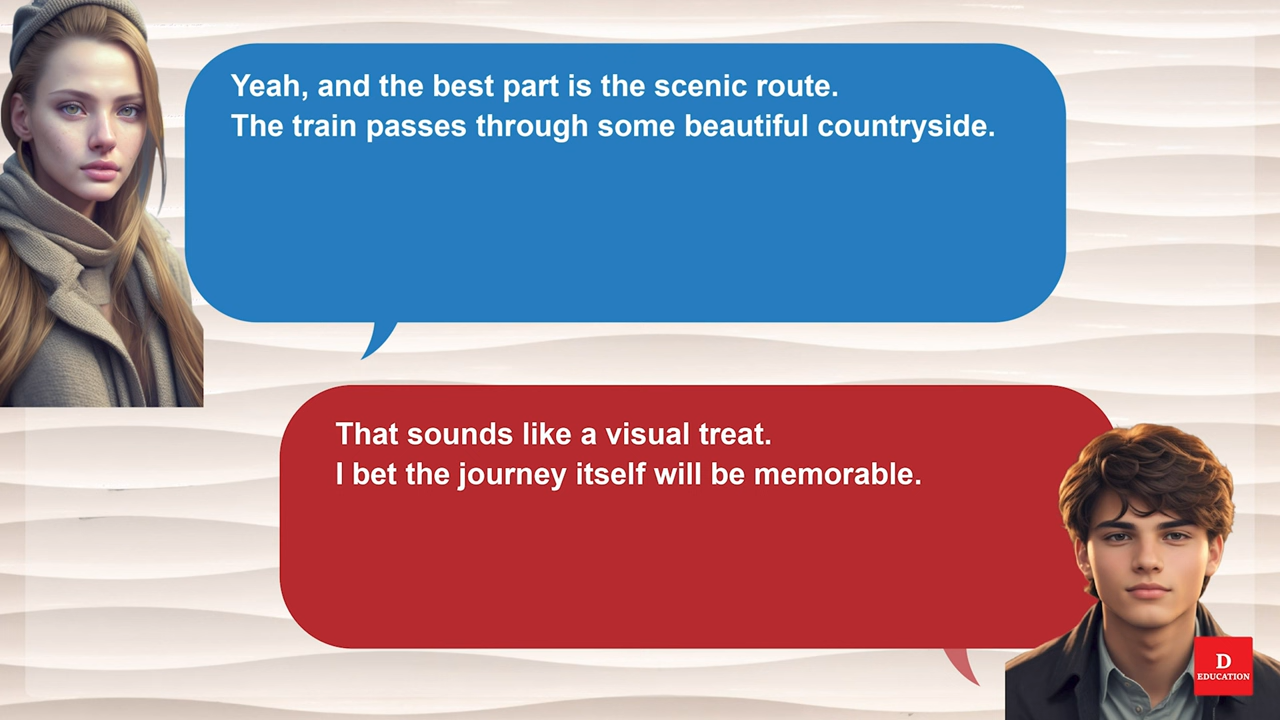 Yeah, and the best part is the scenic route.
The train passes through some beautiful countryside.
That sounds like a visual treat.
I bet the journey itself will be memorable.
D
EDUCATION